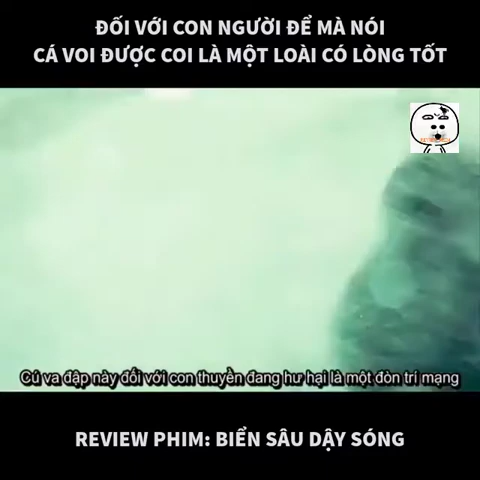 ĐỐI VỚI CON NGƯỜI ĐỂ MÀ NÓI
CÁ VOI ĐƯỢC COI LÀ MỘT LOÀI CÓ LÒNG TỐT
Cú va đập này đối với con thuyền đang hư hại là một đòn trí mạng
REVIEW PHIM: BIỂN SÂU DẬY SÓNG